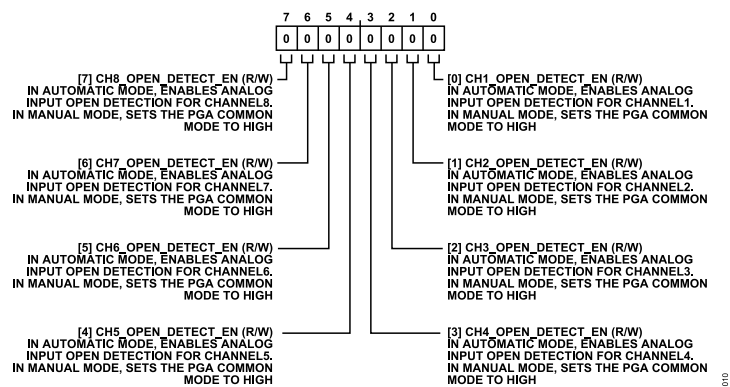 7 6 5 4 3 2 1 0
0 0 0 0 0 0 0 0
[7] CH8_OPEN_DETECT_EN (R/W)
IN AUTOMATIC MODE, ENABLES ANALOG
INPUT OPEN DETECTION FOR CHANNEL8.
IN MANUAL MODE, SETS THE PGA COMMON
MODE TO HIGH
[0] CH1_OPEN_DETECT_EN (R/W)
IN AUTOMATIC MODE, ENABLES ANALOG
INPUT OPEN DETECTION FOR CHANNEL1.
IN MANUAL MODE, SETS THE PGA COMMON
MODE TO HIGH
[6] CH7_OPEN_DETECT_EN (R/W)
IN AUTOMATIC MODE, ENABLES ANALOG
INPUT OPEN DETECTION FOR CHANNEL7.
IN MANUAL MODE, SETS THE PGA COMMON
MODE TO HIGH
[1] CH2_OPEN_DETECT_EN (R/W)
IN AUTOMATIC MODE, ENABLES ANALOG
INPUT OPEN DETECTION FOR CHANNEL2.
IN MANUAL MODE, SETS THE PGA COMMON
MODE TO HIGH
[5] CH6_OPEN_DETECT_EN (R/W)
IN AUTOMATIC MODE, ENABLES ANALOG
INPUT OPEN DETECTION FOR CHANNEL6.
IN MANUAL MODE, SETS THE PGA COMMON
MODE TO HIGH
[2] CH3_OPEN_DETECT_EN (R/W)
IN AUTOMATIC MODE, ENABLES ANALOG
INPUT OPEN DETECTION FOR CHANNEL3.
IN MANUAL MODE, SETS THE PGA COMMON
MODE TO HIGH
[4] CH5_OPEN_DETECT_EN (R/W)
IN AUTOMATIC MODE, ENABLES ANALOG
INPUT OPEN DETECTION FOR CHANNEL5.
IN MANUAL MODE, SETS THE PGA COMMON
MODE TO HIGH
[3] CH4_OPEN_DETECT_EN (R/W)
IN AUTOMATIC MODE, ENABLES ANALOG
INPUT OPEN DETECTION FOR CHANNEL4.
IN MANUAL MODE, SETS THE PGA COMMON
MODE TO HIGH
010